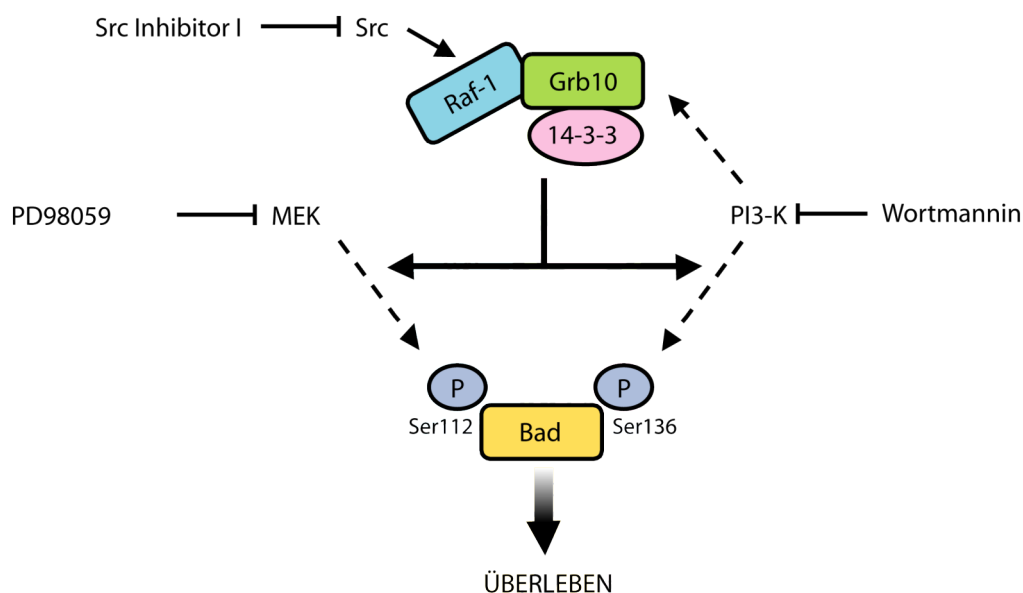 Src Inhibitor I
Src
Raf-1
Grb10
14-3-3
PD98059
MEK
PI3-K
Wortmannin
P
P
Ser112
Bad
Ser136
ÜBERLEBEN